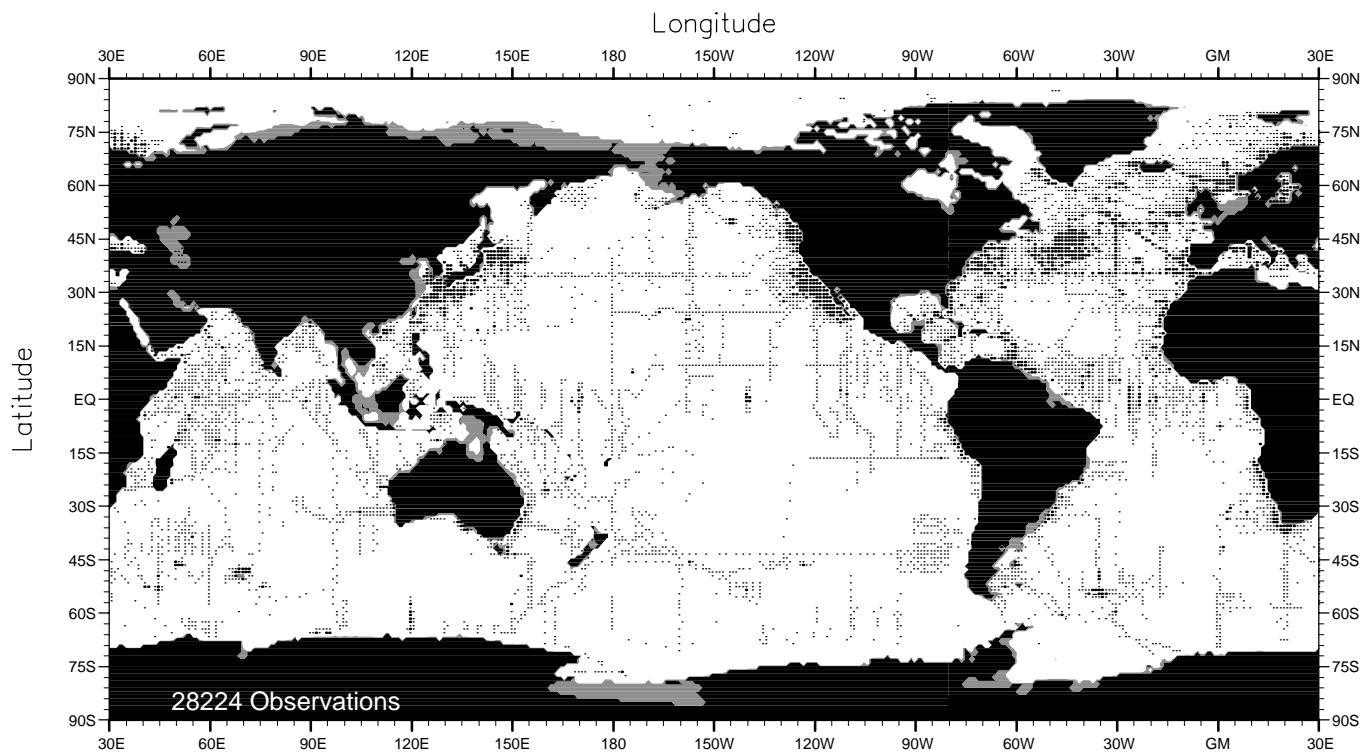 Longitude
30E 60E 90E 120E 150E 180 150W 120W 90W 60W 30W GM 30E
90N 90N
75N 75N
60N 60N
45N 45N
30N 30N
15N 15N
Latitude
EQ EQ
15S 15S
30S 30S
45S 45S
60S 60S
75S 75S
28224 Observations
90S 90S
30E 60E 90E 120E 150E 180 150W 120W 90W 60W 30W GM 30E